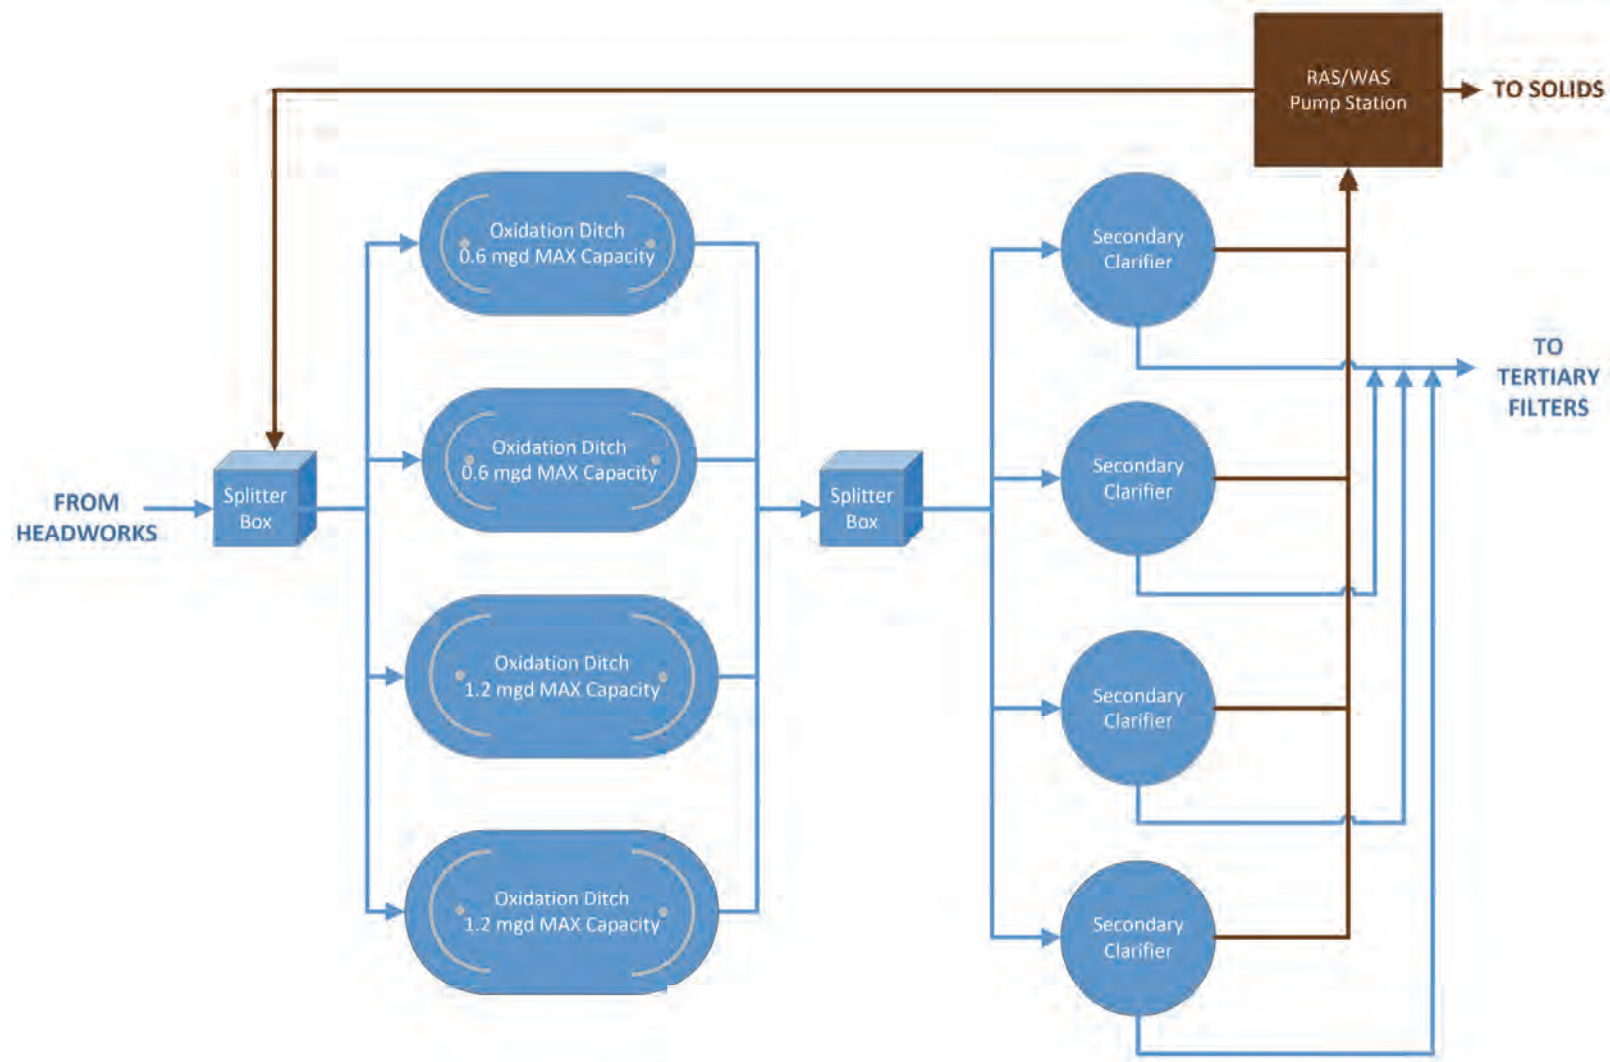 RAS/WAS
Pump Station
TO SOLIDS
Oxidation Ditch
0.6 mgd MAX Capacity
Secondary
Clarifier
TO
TERTIARY
FILTERS
Oxidation Ditch
0.6 mgd MAX Capacity
Secondary
Clarifier
FROM
HEADWORKS
Splitter
Box
Splitter
Box
Oxidation Ditch
1.2 mgd MAX Capacity
Secondary
Clarifier
Oxidation Ditch
1.2 mgd MAX Capacity
Secondary
Clarifier